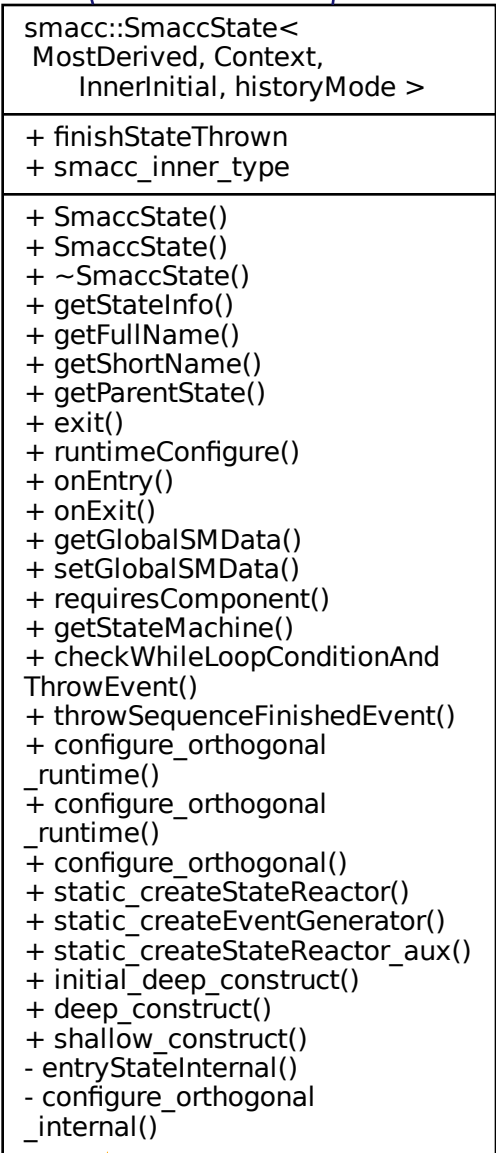 smacc::SmaccState<
MostDerived, Context,
InnerInitial, historyMode >
+ finishStateThrown
+ smacc_inner_type
+ SmaccState()
+ SmaccState()
+ ~SmaccState()
+ getStateInfo()
+ getFullName()
+ getShortName()
+ getParentState()
+ exit()
+ runtimeConfigure()
+ onEntry()
+ onExit()
+ getGlobalSMData()
+ setGlobalSMData()
+ requiresComponent()
+ getStateMachine()
+ checkWhileLoopConditionAnd
ThrowEvent()
+ throwSequenceFinishedEvent()
+ configure_orthogonal
_runtime()
+ configure_orthogonal
_runtime()
+ configure_orthogonal()
+ static_createStateReactor()
+ static_createEventGenerator()
+ static_createStateReactor_aux()
+ initial_deep_construct()
+ deep_construct()
+ shallow_construct()
- entryStateInternal()
- configure_orthogonal
_internal()